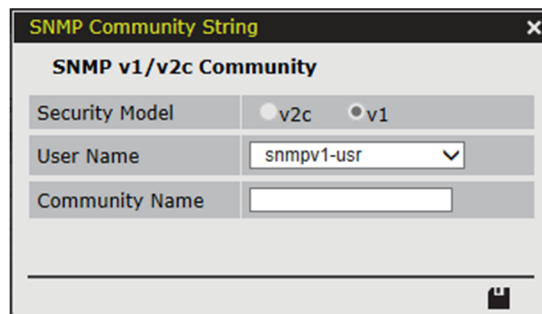 SNMP Community String
SNMP v1/v2c Community
Security Model v2c v1
User Name snmpv1-usr
Community Name